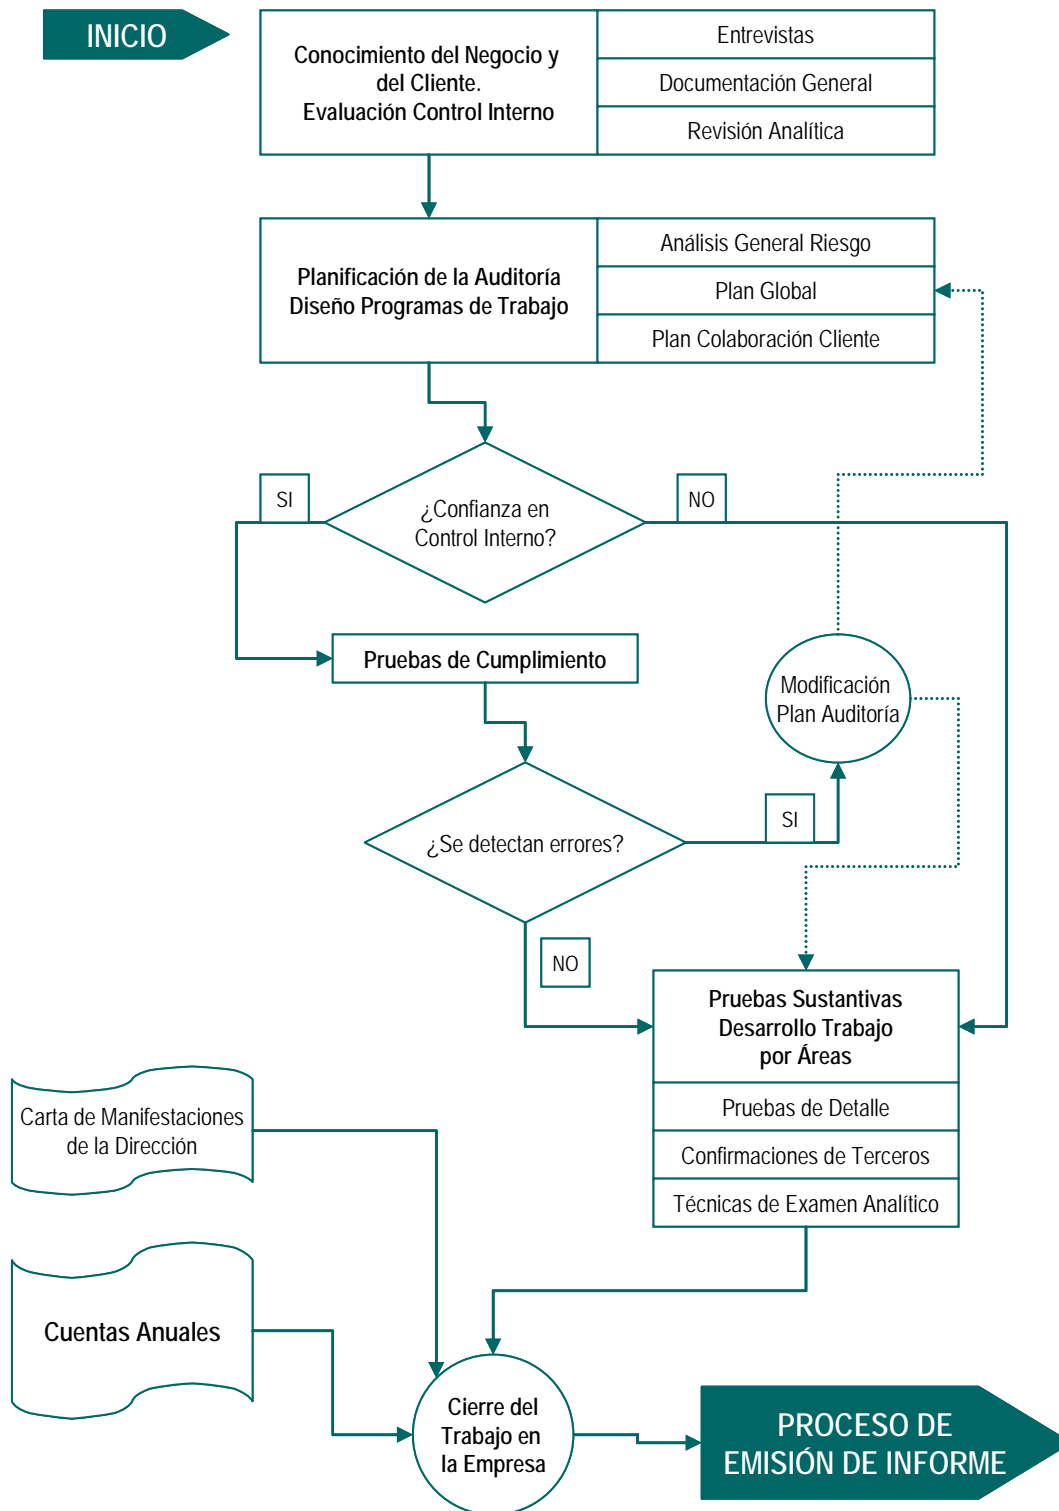 INICIO
Conocimiento del Negocio y
del Cliente.
Evaluación Control Interno
Entrevistas
Documentación General
Revisión Analítica
Planificación de la Auditoría
Diseño Programas de Trabajo
Análisis General Riesgo
Plan Global
Plan Colaboración Cliente
SI
¿Confianza en
Control Interno?
NO
Pruebas de Cumplimiento
Modificación
Plan Auditoría
¿Se detectan errores?
SI
NO
Pruebas Sustantivas
Desarrollo Trabajo
por Áreas
Pruebas de Detalle
Confirmaciones de Terceros
Técnicas de Examen Analítico
Carta de Manifestaciones
de la Dirección
Cuentas Anuales
Cierre del
Trabajo en
la Empresa
PROCESO DE
EMISIÓN DE INFORME